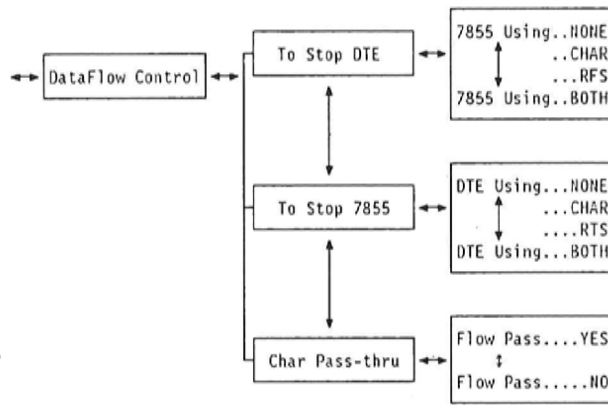 DataFlow Control
To Stop DTE
7855 Using..NONE
..CHAR
...RFS
7855 Using..BOTH
To Stop 7855
DTE Using...NONE
...CHAR
....RTS
DTE Using...BOTH
Char Pass-thru
Flow Pass....YES
Flow Pass.....NO